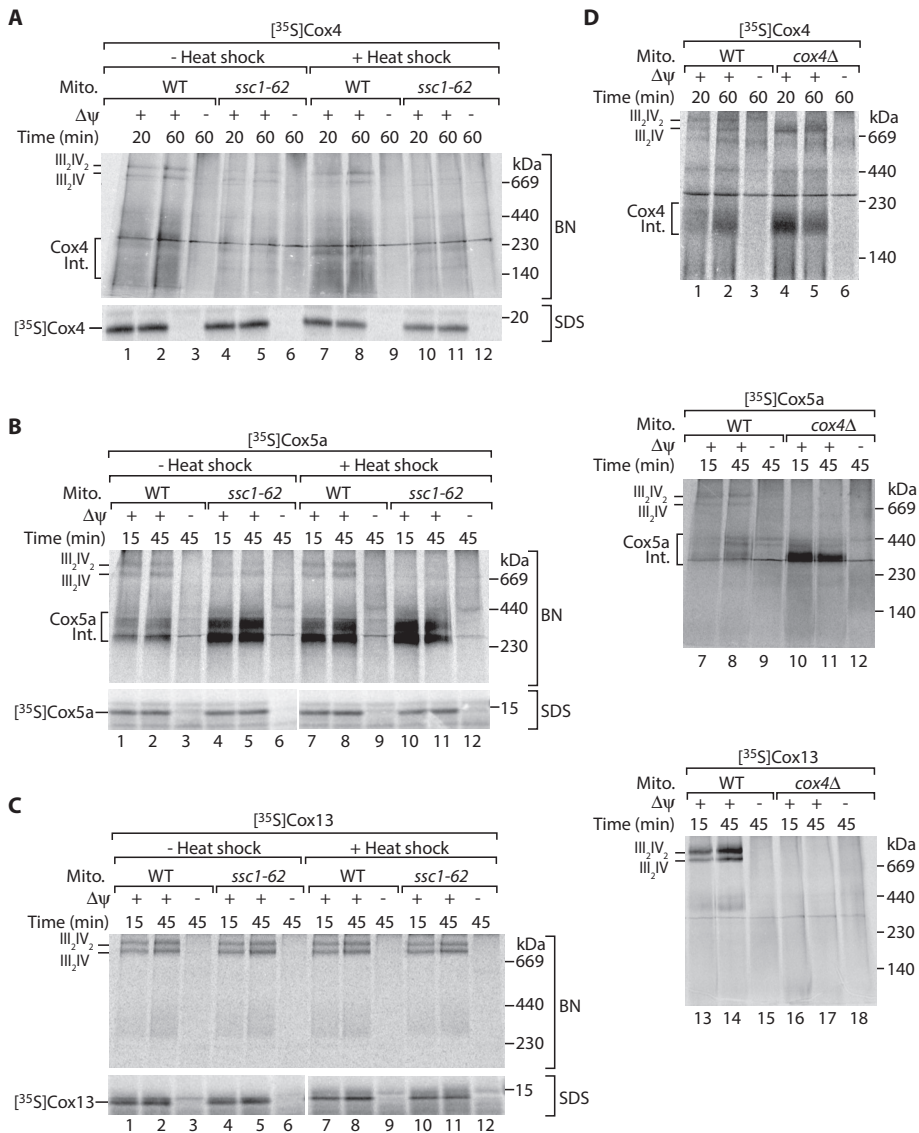 A
[³⁵S]Cox4
- Heat shock + Heat shock
Mito. WT ssc1-62 WT ssc1-62
Δψ + + - + + - + + - + + -
Time (min) 20 60 60 20 60 60 20 60 60 20 60 60
III₂IV₂
III₂IV
Cox4
Int.
kDa
669
440
230
140
BN
[³⁵S]Cox4
20
SDS
1 2 3 4 5 6 7 8 9 10 11 12
B
[³⁵S]Cox5a
- Heat shock + Heat shock
Mito. WT ssc1-62 WT ssc1-62
Δψ + + - + + - + + - + + -
Time (min) 15 45 45 15 45 45 15 45 45 15 45 45
III₂IV₂
III₂IV
Cox5a
Int.
kDa
669
440
230
BN
[³⁵S]Cox5a
15
SDS
1 2 3 4 5 6 7 8 9 10 11 12
C
[³⁵S]Cox13
- Heat shock + Heat shock
Mito. WT ssc1-62 WT ssc1-62
Δψ + + - + + - + + - + + -
Time (min) 15 45 45 15 45 45 15 45 45 15 45 45
III₂IV₂
III₂IV
kDa
669
440
230
BN
[³⁵S]Cox13
15
SDS
1 2 3 4 5 6 7 8 9 10 11 12
D
[³⁵S]Cox4
Mito. WT cox4Δ
Δψ + + - + + -
Time (min) 20 60 60 20 60 60
III₂IV₂
III₂IV
Cox4
Int.
kDa
669
440
230
140
1 2 3 4 5 6
[³⁵S]Cox5a
Mito. WT cox4Δ
Δψ + + - + + -
Time (min) 15 45 45 15 45 45
III₂IV₂
III₂IV
Cox5a
Int.
kDa
669
440
230
140
7 8 9 10 11 12
[³⁵S]Cox13
Mito. WT cox4Δ
Δψ + + - + + -
Time (min) 15 45 45 15 45 45
III₂IV₂
III₂IV
kDa
669
440
230
140
13 14 15 16 17 18